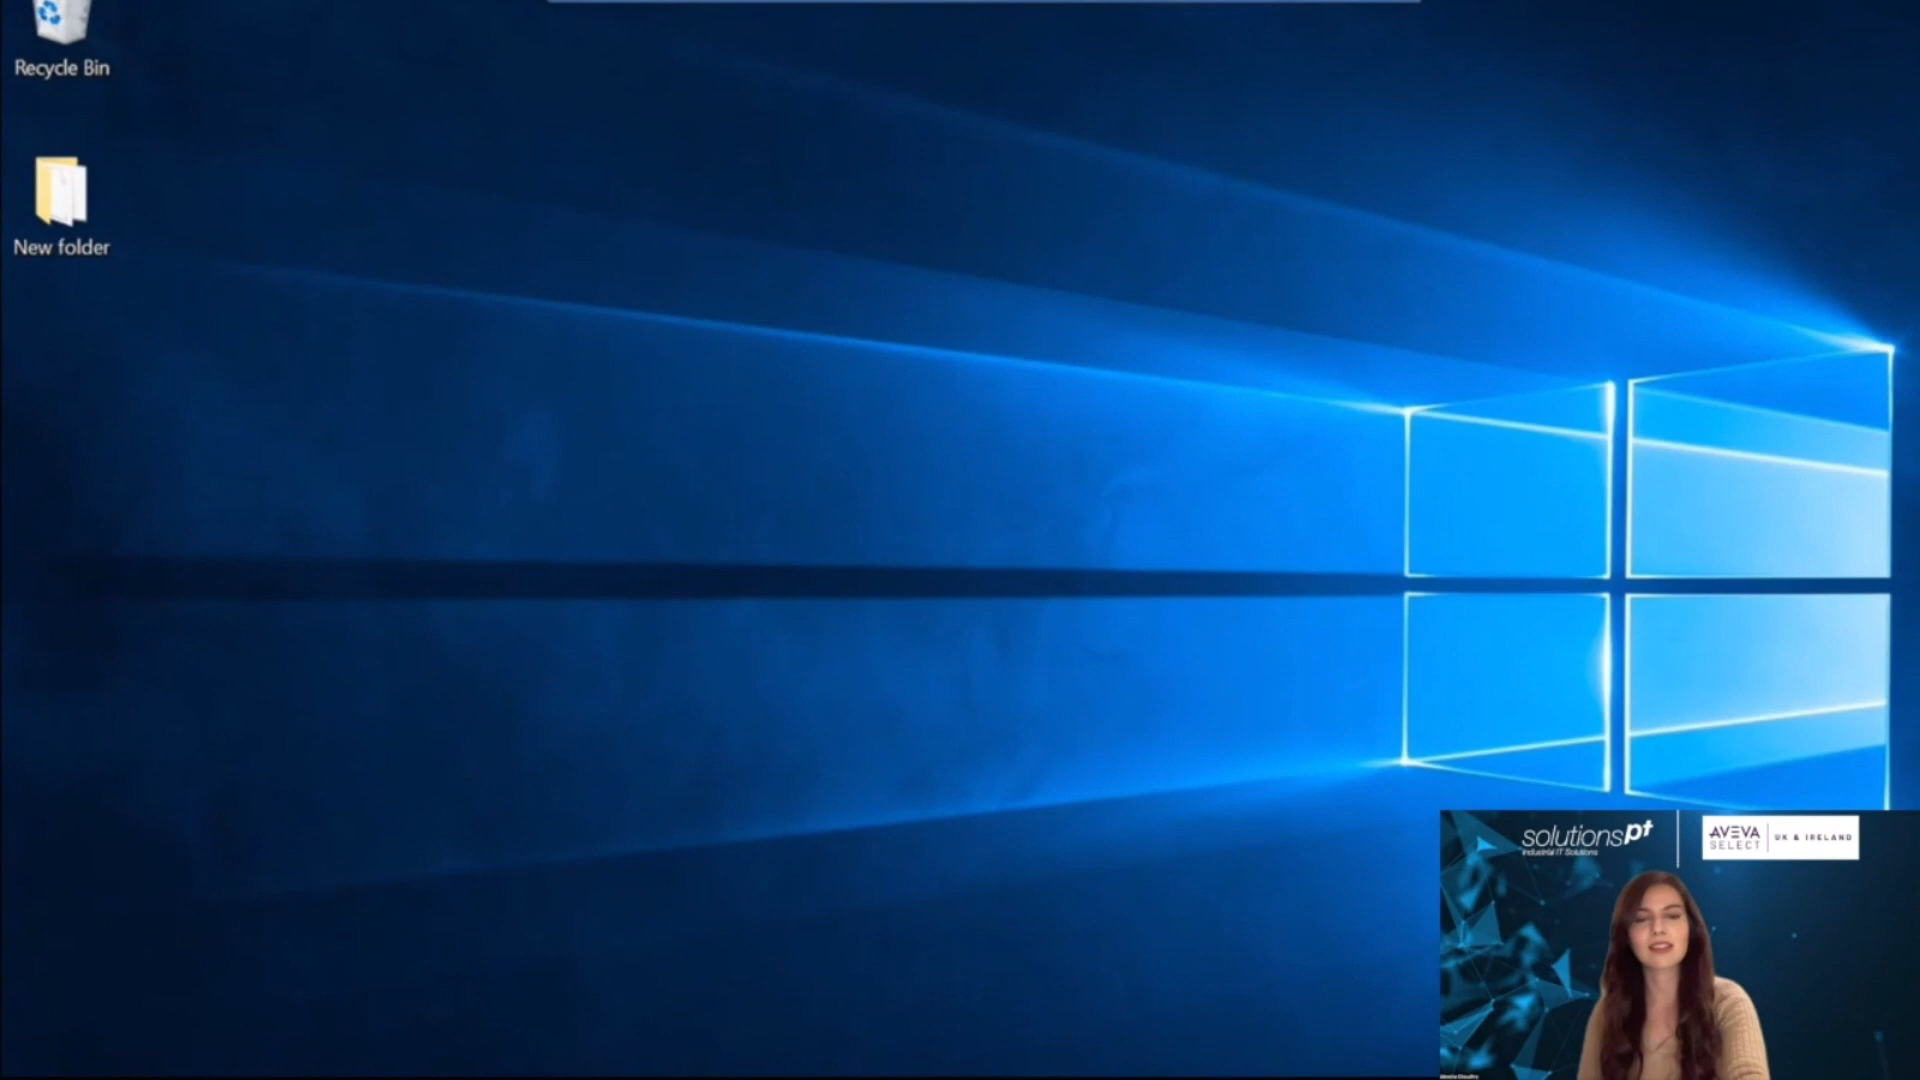 Recycle Bin
New folder
solutionspt
Industrial IT Solutions
AVEVA
SELECT
UK & IRELAND